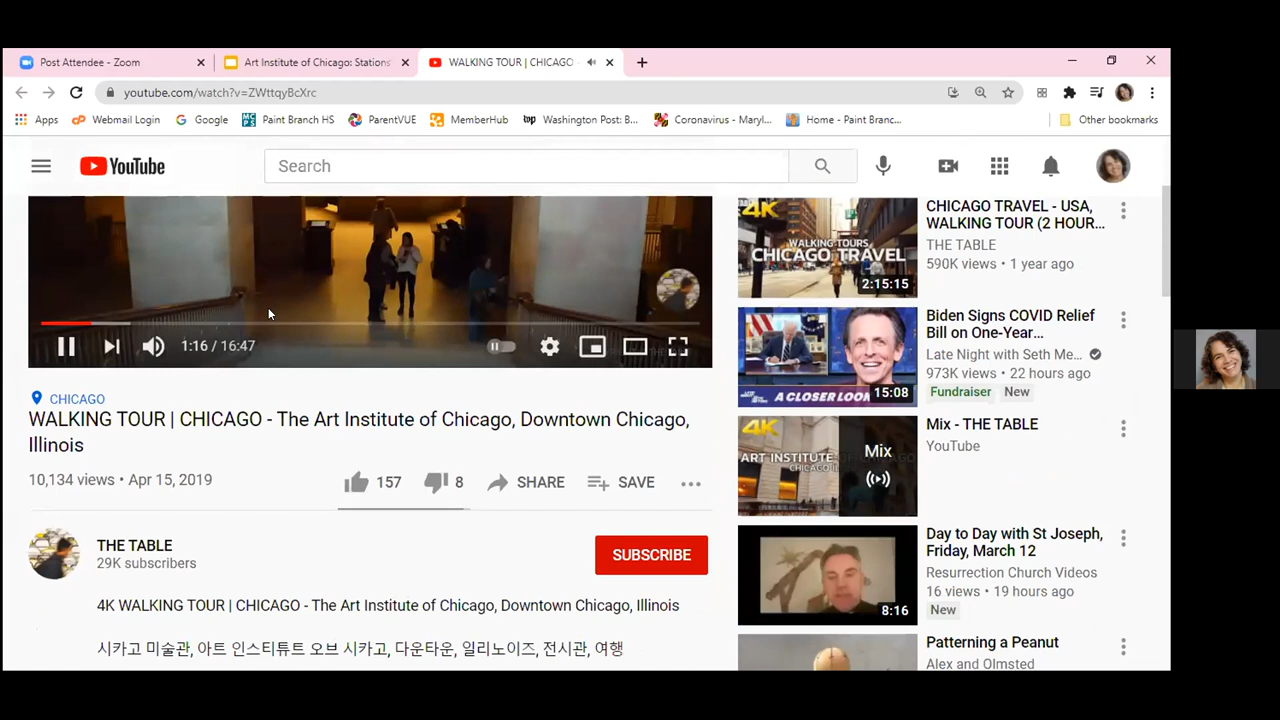 Post Attendee - Zoom
Art Institute of Chicago: Stations
WALKING TOUR | CHICAGO
youtube.com/watch?v=ZWttqyBcXrc
Apps
Webmail Login
Google
Paint Branch HS
ParentVUE
MemberHub
Washington Post: B...
Coronavirus - Maryl...
Home - Paint Branc...
Other bookmarks
YouTube
Search
1:16 / 16:47
CHICAGO
WALKING TOUR | CHICAGO - The Art Institute of Chicago, Downtown Chicago,
Illinois
10,134 views • Apr 15, 2019
157
8
SHARE
SAVE
THE TABLE
29K subscribers
SUBSCRIBE
4K WALKING TOUR | CHICAGO - The Art Institute of Chicago, Downtown Chicago, Illinois
시카고 미술관, 아트 인스티튜트 오브 시카고, 다운타운, 일리노이즈, 전시관, 여행
4K
WALKING TOURS
CHICAGO TRAVEL
2:15:15
CHICAGO TRAVEL - USA,
WALKING TOUR (2 HOUR...
THE TABLE
590K views • 1 year ago
A CLOSER LOOK
15:08
Biden Signs COVID Relief
Bill on One-Year...
Late Night with Seth Me...
973K views • 22 hours ago
Fundraiser
New
4K
ART INSTITUTE OF CHICAGO
Mix
Mix - THE TABLE
YouTube
8:16
Day to Day with St Joseph,
Friday, March 12
Resurrection Church Videos
16 views • 19 hours ago
New
Patterning a Peanut
Alex and Olmsted